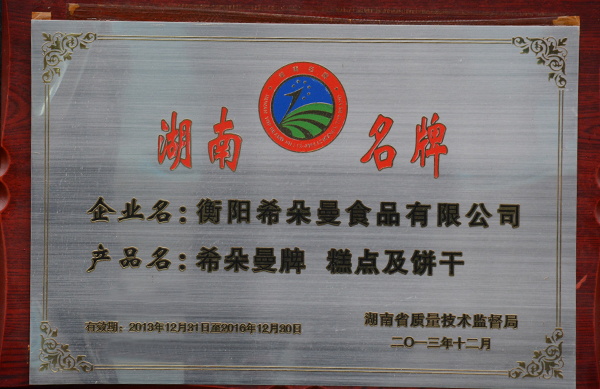 湖南 名牌
企业名：衡阳希朵曼食品有限公司
产品名：希朵曼牌 糕点及饼干
有效期：2013年12月31日至2016年12月30日
湖南省质量技术监督局
二〇一三年十二月